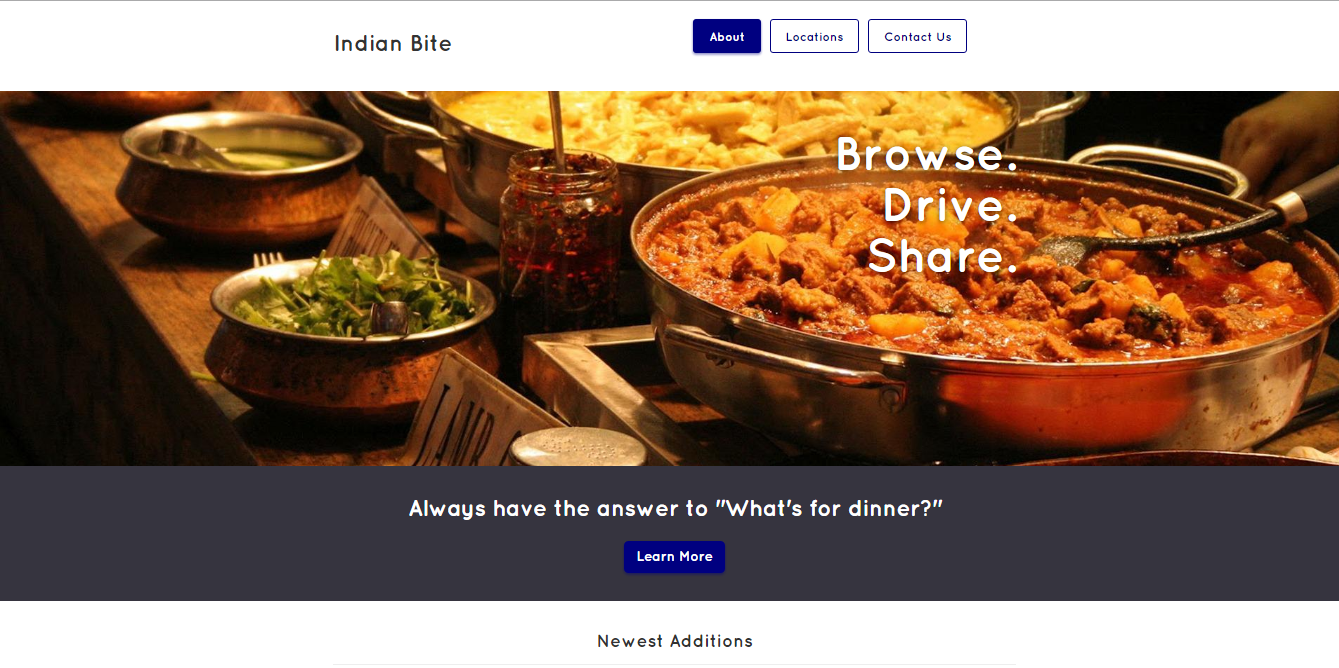 Indian Bite
About
Locations
Contact Us
Browse.
Drive.
Share.
Always have the answer to "What's for dinner?"
Learn More
Newest Additions